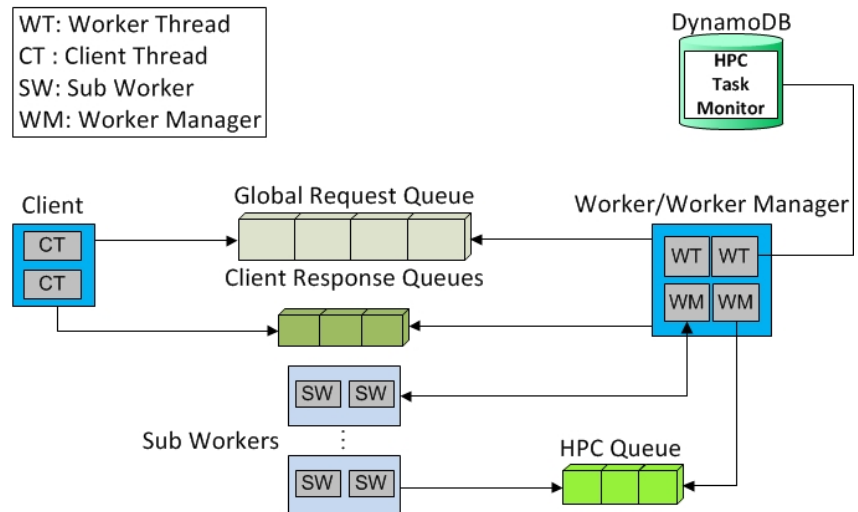 WT: Worker Thread
CT : Client Thread
SW: Sub Worker
WM: Worker Manager
DynamoDB
HPC
Task
Monitor
Client
CT
CT
Global Request Queue
Client Response Queues
Worker/Worker Manager
WT WT
WM WM
SW SW
Sub Workers
⋮
SW SW
HPC Queue